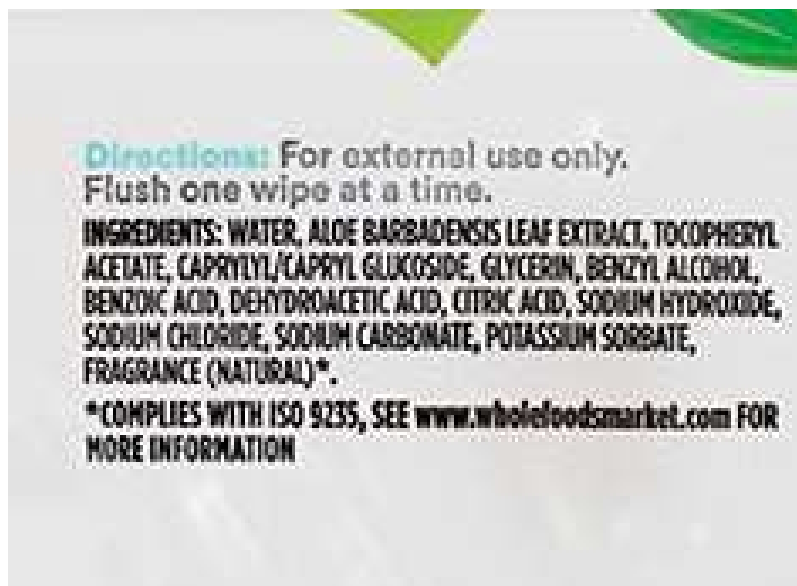 Directions: For external use only.
Flush one wipe at a time.
INGREDIENTS: WATER, ALOE BARBADENSIS LEAF EXTRACT, TOCOPHERYL
ACETATE, CAPRYLYL/CAPRYL GLUCOSIDE, GLYCERIN, BENZYL ALCOHOL,
BENZOIC ACID, DEHYDROACETIC ACID, CITRIC ACID, SODIUM HYDROXIDE,
SODIUM CHLORIDE, SODIUM CARBONATE, POTASSIUM SORBATE,
FRAGRANCE (NATURAL)*.
*COMPLIES WITH ISO 9235, SEE www.wholefoodsmarket.com FOR
MORE INFORMATION